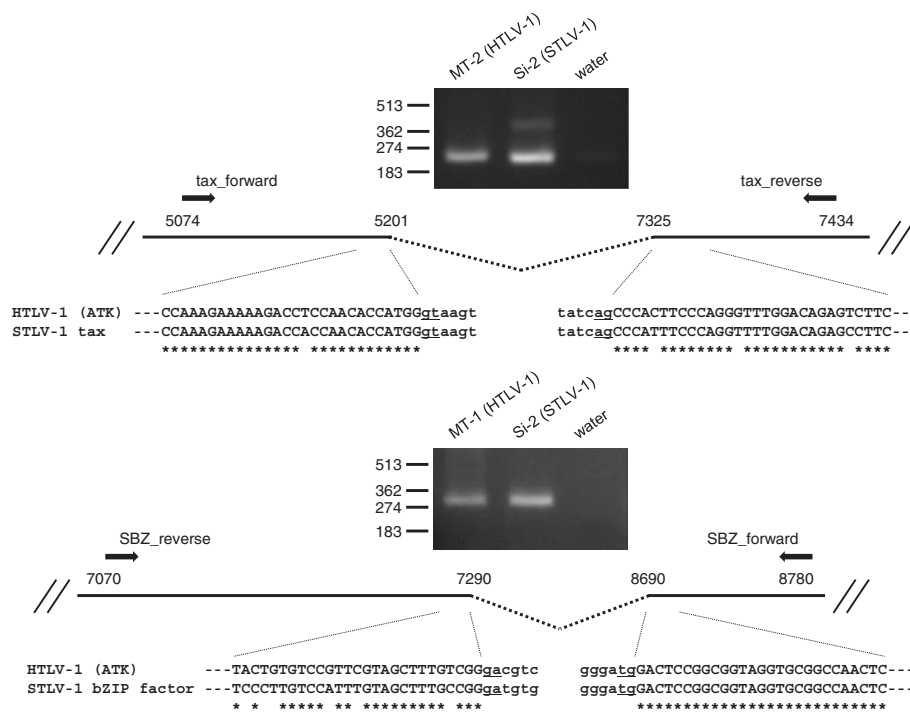 MT-2 (HTLV-1) Si-2 (STLV-1) water
513
362
274
183
tax_forward tax_reverse
5074 5201 7325 7434
HTLV-1 (ATK) ---CCAAAGAAAAAGACCTCCAACACCATGGgtaagt tatcagCCCACTTCCCAGGGTTTGGACAGAGTCTTC---
STLV-1 tax ---CCAAAGAAAAAGACCACCAACACCATGGgtaagt tatcagCCCATTTCCCAGGTTTTGGACAGAGCCTTC---
**************** ************* **** ******** ************ ****
MT-1 (HTLV-1) Si-2 (STLV-1) water
513
362
274
183
SBZ_reverse SBZ_forward
7070 7290 8690 8780
HTLV-1 (ATK) ---TACTGTGTCCGTTCGTAGCTTTGTCGGgacgtc gggatgGACTCCGGCGGTAGGTGCGGCCAACTC---
STLV-1 bZIP factor ---TCCCTTGTCCATTTGTAGCTTTGCCGGgatgtg gggatgGACTCCGGCGGTAGGTGCGGCCAACTC---
* * ***** ** ********* *** ***************************